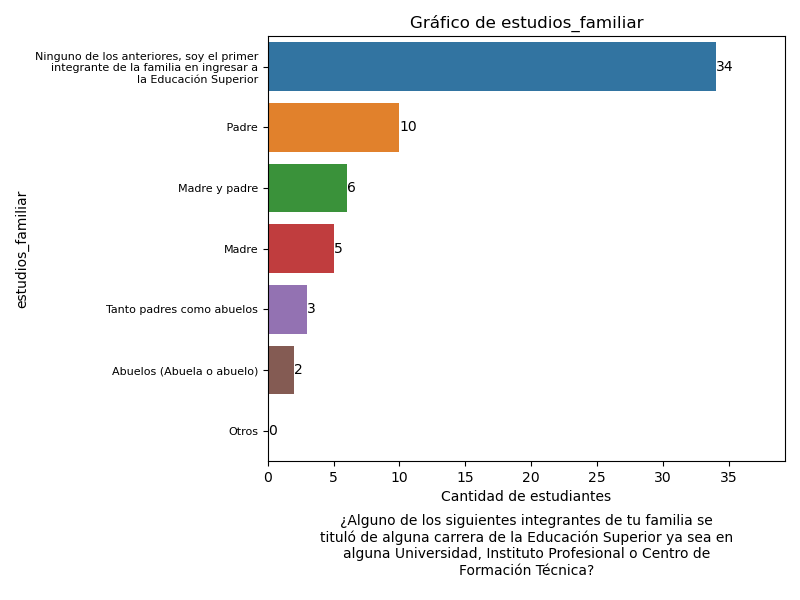 Gráfico de estudios_familiar
Ninguno de los anteriores, soy el primer
integrante de la familia en ingresar a
la Educación Superior
34
Padre
10
Madre y padre
6
Madre
5
Tanto padres como abuelos
3
Abuelos (Abuela o abuelo)
2
Otros
0
estudios_familiar
0 5 10 15 20 25 30 35
Cantidad de estudiantes
¿Alguno de los siguientes integrantes de tu familia se
tituló de alguna carrera de la Educación Superior ya sea en
alguna Universidad, Instituto Profesional o Centro de
Formación Técnica?